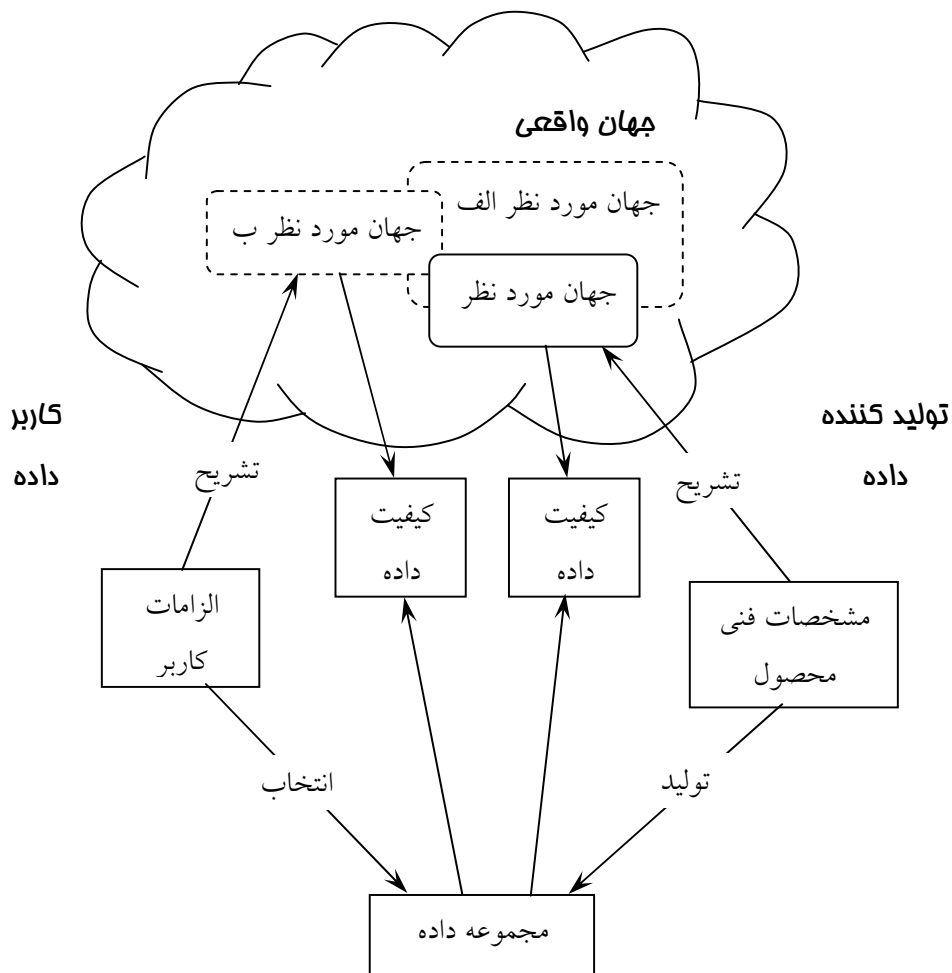 جهان واقعی
جهان مورد نظر الف
جهان مورد نظر ب
جهان مورد نظر
تولید کننده
داده
کاربر
داده
تشریح
تشریح
کیفیت
داده
کیفیت
داده
مشخصات فنی
محصول
الزامات
کاربر
تولید
انتخاب
مجموعه داده